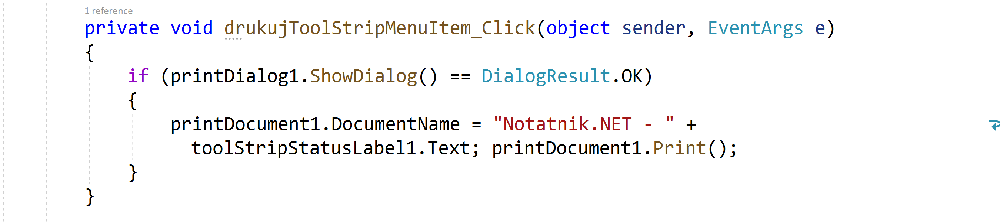 1 reference
private void drukujToolStripMenuItem_Click(object sender, EventArgs e)
{
if (printDialog1.ShowDialog() == DialogResult.OK)
{
printDocument1.DocumentName = "Notatnik.NET - " +
toolStripStatusLabel1.Text; printDocument1.Print();
}
}